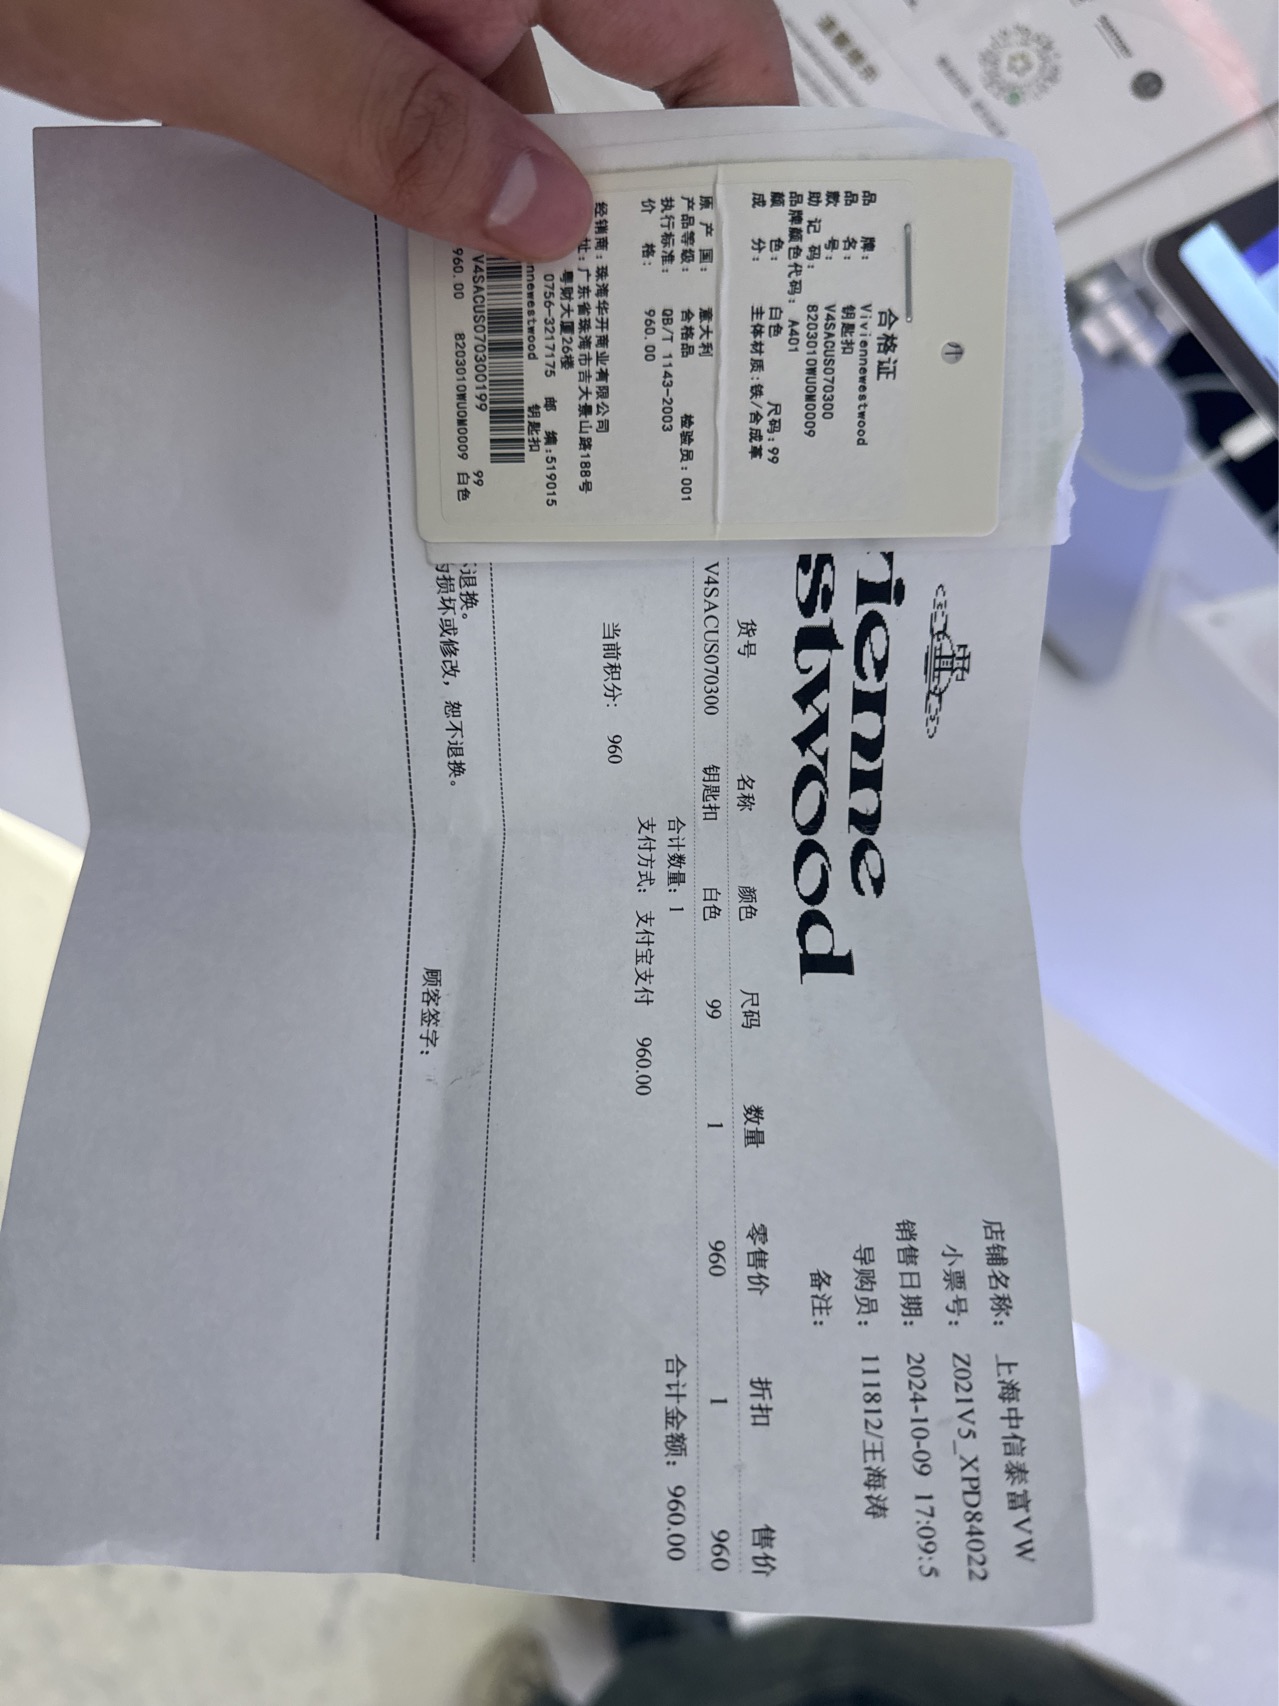 合格证
品 牌： Viviennewestwood
品 名： 钥匙扣
款 号： V4SACUS070300
助 记 码： 8203010WUOM0009
品牌颜色代码： A401
颜 色： 白色 尺码：99
成 分： 主体材质：铁/合成革
原 产 国： 意大利
产品等级： 合格品 检验员：001
执行标准： QB/T 1143-2003
价 格： 960.00
经销商：珠海华开商业有限公司
址：广东省珠海市吉大景山路188号
粤财大厦26楼
0756-3217175 邮 编：519015
nnewestwood 钥匙扣
V4SACUS070300199 99
960.00 8203010WUOM0009 白色
rienne
stwood
店铺名称： 上海中信泰富VW
小票号： Z021V5_XPD84022
销售日期： 2024-10-09 17:09:5
导购员： 111812/王海涛
备注：
货号 名称 颜色 尺码 数量 零售价 折扣 售价
V4SACUS070300 钥匙扣 白色 99 1 960 1 960
合计数量：1 合计金额：960.00
支付方式： 支付宝支付 960.00
当前积分： 960
退换。
损坏或修改，恕不退换。
顾客签字：